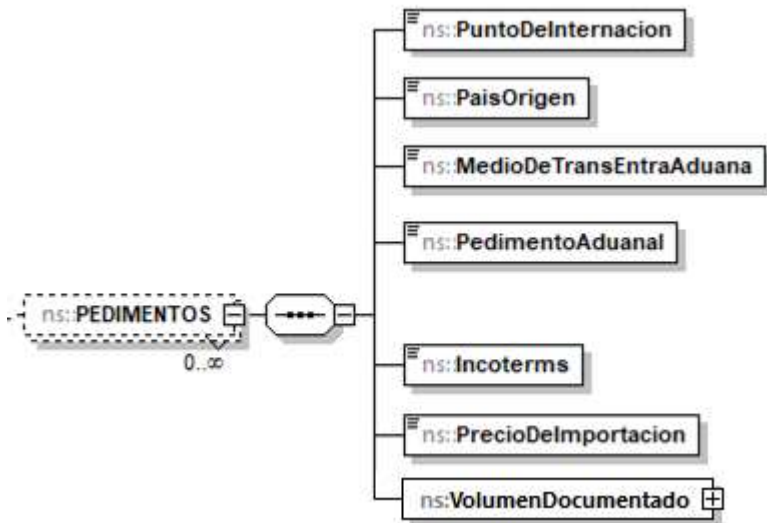 ns::PuntoDeInternacion
ns::PaisOrigen
ns::MedioDeTransEntraAduana
ns::PedimentoAduanal
ns::PEDIMENTOS
0..∞
ns::Incoterms
ns::PrecioDeImportacion
ns:VolumenDocumentado